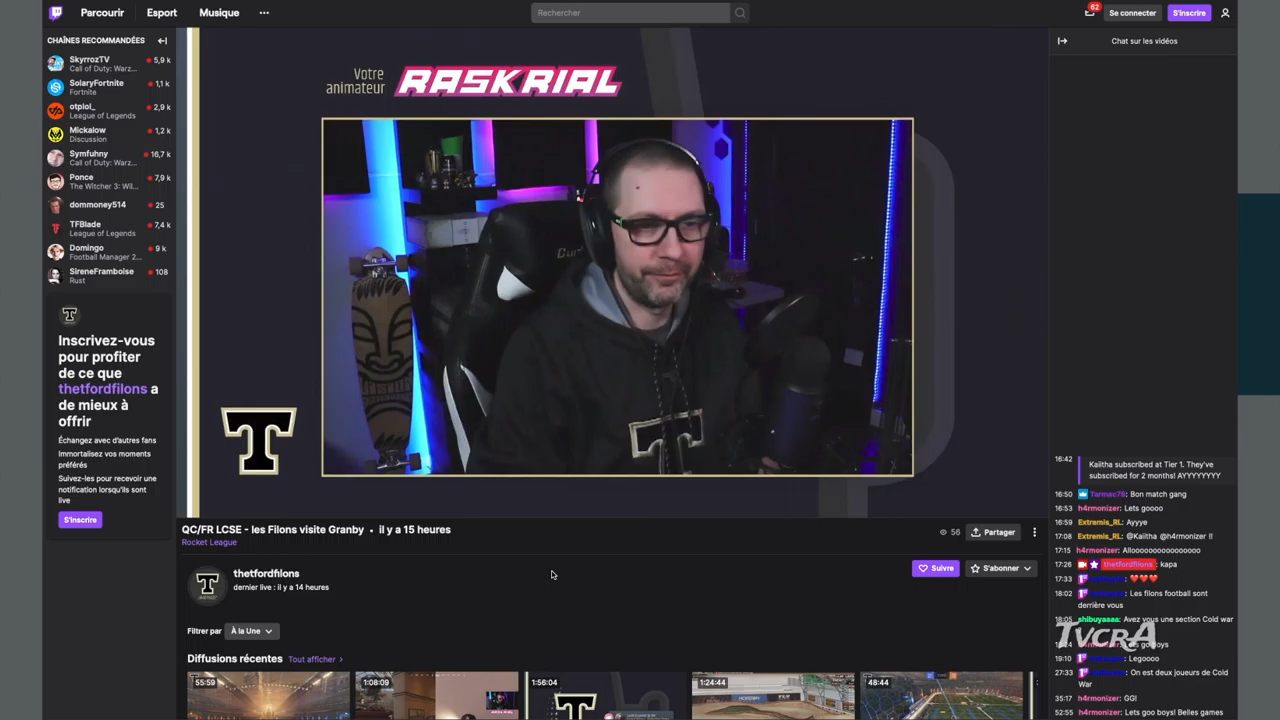 Parcourir Esport Musique ••• Rechercher 62 Se connecter S'inscrire
CHAÎNES RECOMMANDÉES
SkyrrozTV 5,9 k
Call of Duty: Warz...
SolaryFortnite 1,1 k
Fortnite
otplol_ 2,9 k
League of Legends
Mickalow 1,2 k
Discussion
Symfuhny 16,7 k
Call of Duty: Warz...
Ponce 7,9 k
The Witcher 3: Wil...
dommoney514 25
TFBlade 7,4 k
League of Legends
Domingo 9 k
Football Manager 2...
SireneFramboise 108
Rust
T
Inscrivez-vous
pour profiter
de ce que
thetfordfilons a
de mieux à
offrir
Échangez avec d'autres fans
Immortalisez vos moments
préférés
Suivez-les pour recevoir une
notification lorsqu'ils sont
live
S'inscrire
Votre
animateur
RASKRIAL
T
T
QC/FR LCSE - les Filons visite Granby • il y a 15 heures
Rocket League
56 Partager
thetfordfilons
dernier live : il y a 14 heures
Suivre S'abonner
Filtrer par À la Une
Diffusions récentes Tout afficher
55:59 1:08:09 1:56:04 1:24:44 48:44
RASKRIAL
T
Chat sur les vidéos
16:42 Kailtha subscribed at Tier 1. They've
subscribed for 2 months! AYYYYYYY
16:50 Tarmac78: Bon match gang
16:53 h4rmonizer: Lets goooo
16:59 Extremis_RL: Ayyye
17:08 Extremis_RL: @Kailtha @h4rmonizer !!
17:15 h4rmonizer: Allooooooooooooooo
17:26 thetfordfilons: kapa
17:33
18:02 Les filons football sont
derrière vous
18:05 shibuyaaaa: Avez vous une section Cold war
TVCRA
19:10 Legoooo
27:33 On est deux joueurs de Cold
War
35:17 h4rmonizer: GG!
52:55 h4rmonizer: Lets goo boys! Belles games